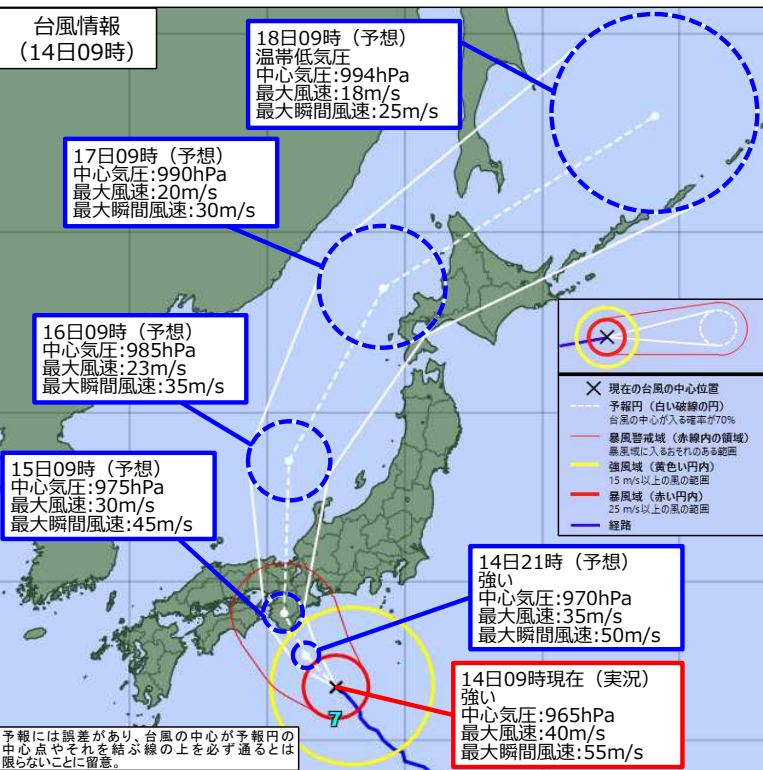 台風情報
（14日09時）
18日09時（予想）
温帯低気圧
中心気圧:994hPa
最大風速:18m/s
最大瞬間風速:25m/s
17日09時（予想）
中心気圧:990hPa
最大風速:20m/s
最大瞬間風速:30m/s
16日09時（予想）
中心気圧:985hPa
最大風速:23m/s
最大瞬間風速:35m/s
15日09時（予想）
中心気圧:975hPa
最大風速:30m/s
最大瞬間風速:45m/s
現在の台風の中心位置
予報円（白い破線の円）
台風の中心が入る確率が70%
暴風警戒域（赤線内の領域）
暴風域に入るおそれのある範囲
強風域（黄色い円内）
15 m/s以上の風の範囲
暴風域（赤い円内）
25 m/s以上の風の範囲
経路
14日21時（予想）
強い
中心気圧:970hPa
最大風速:35m/s
最大瞬間風速:50m/s
14日09時現在（実況）
強い
中心気圧:965hPa
最大風速:40m/s
最大瞬間風速:55m/s
7
予報には誤差があり、台風の中心が予報円の
中心点やそれを結ぶ線の上を必ず通るとは
限らないことに留意。